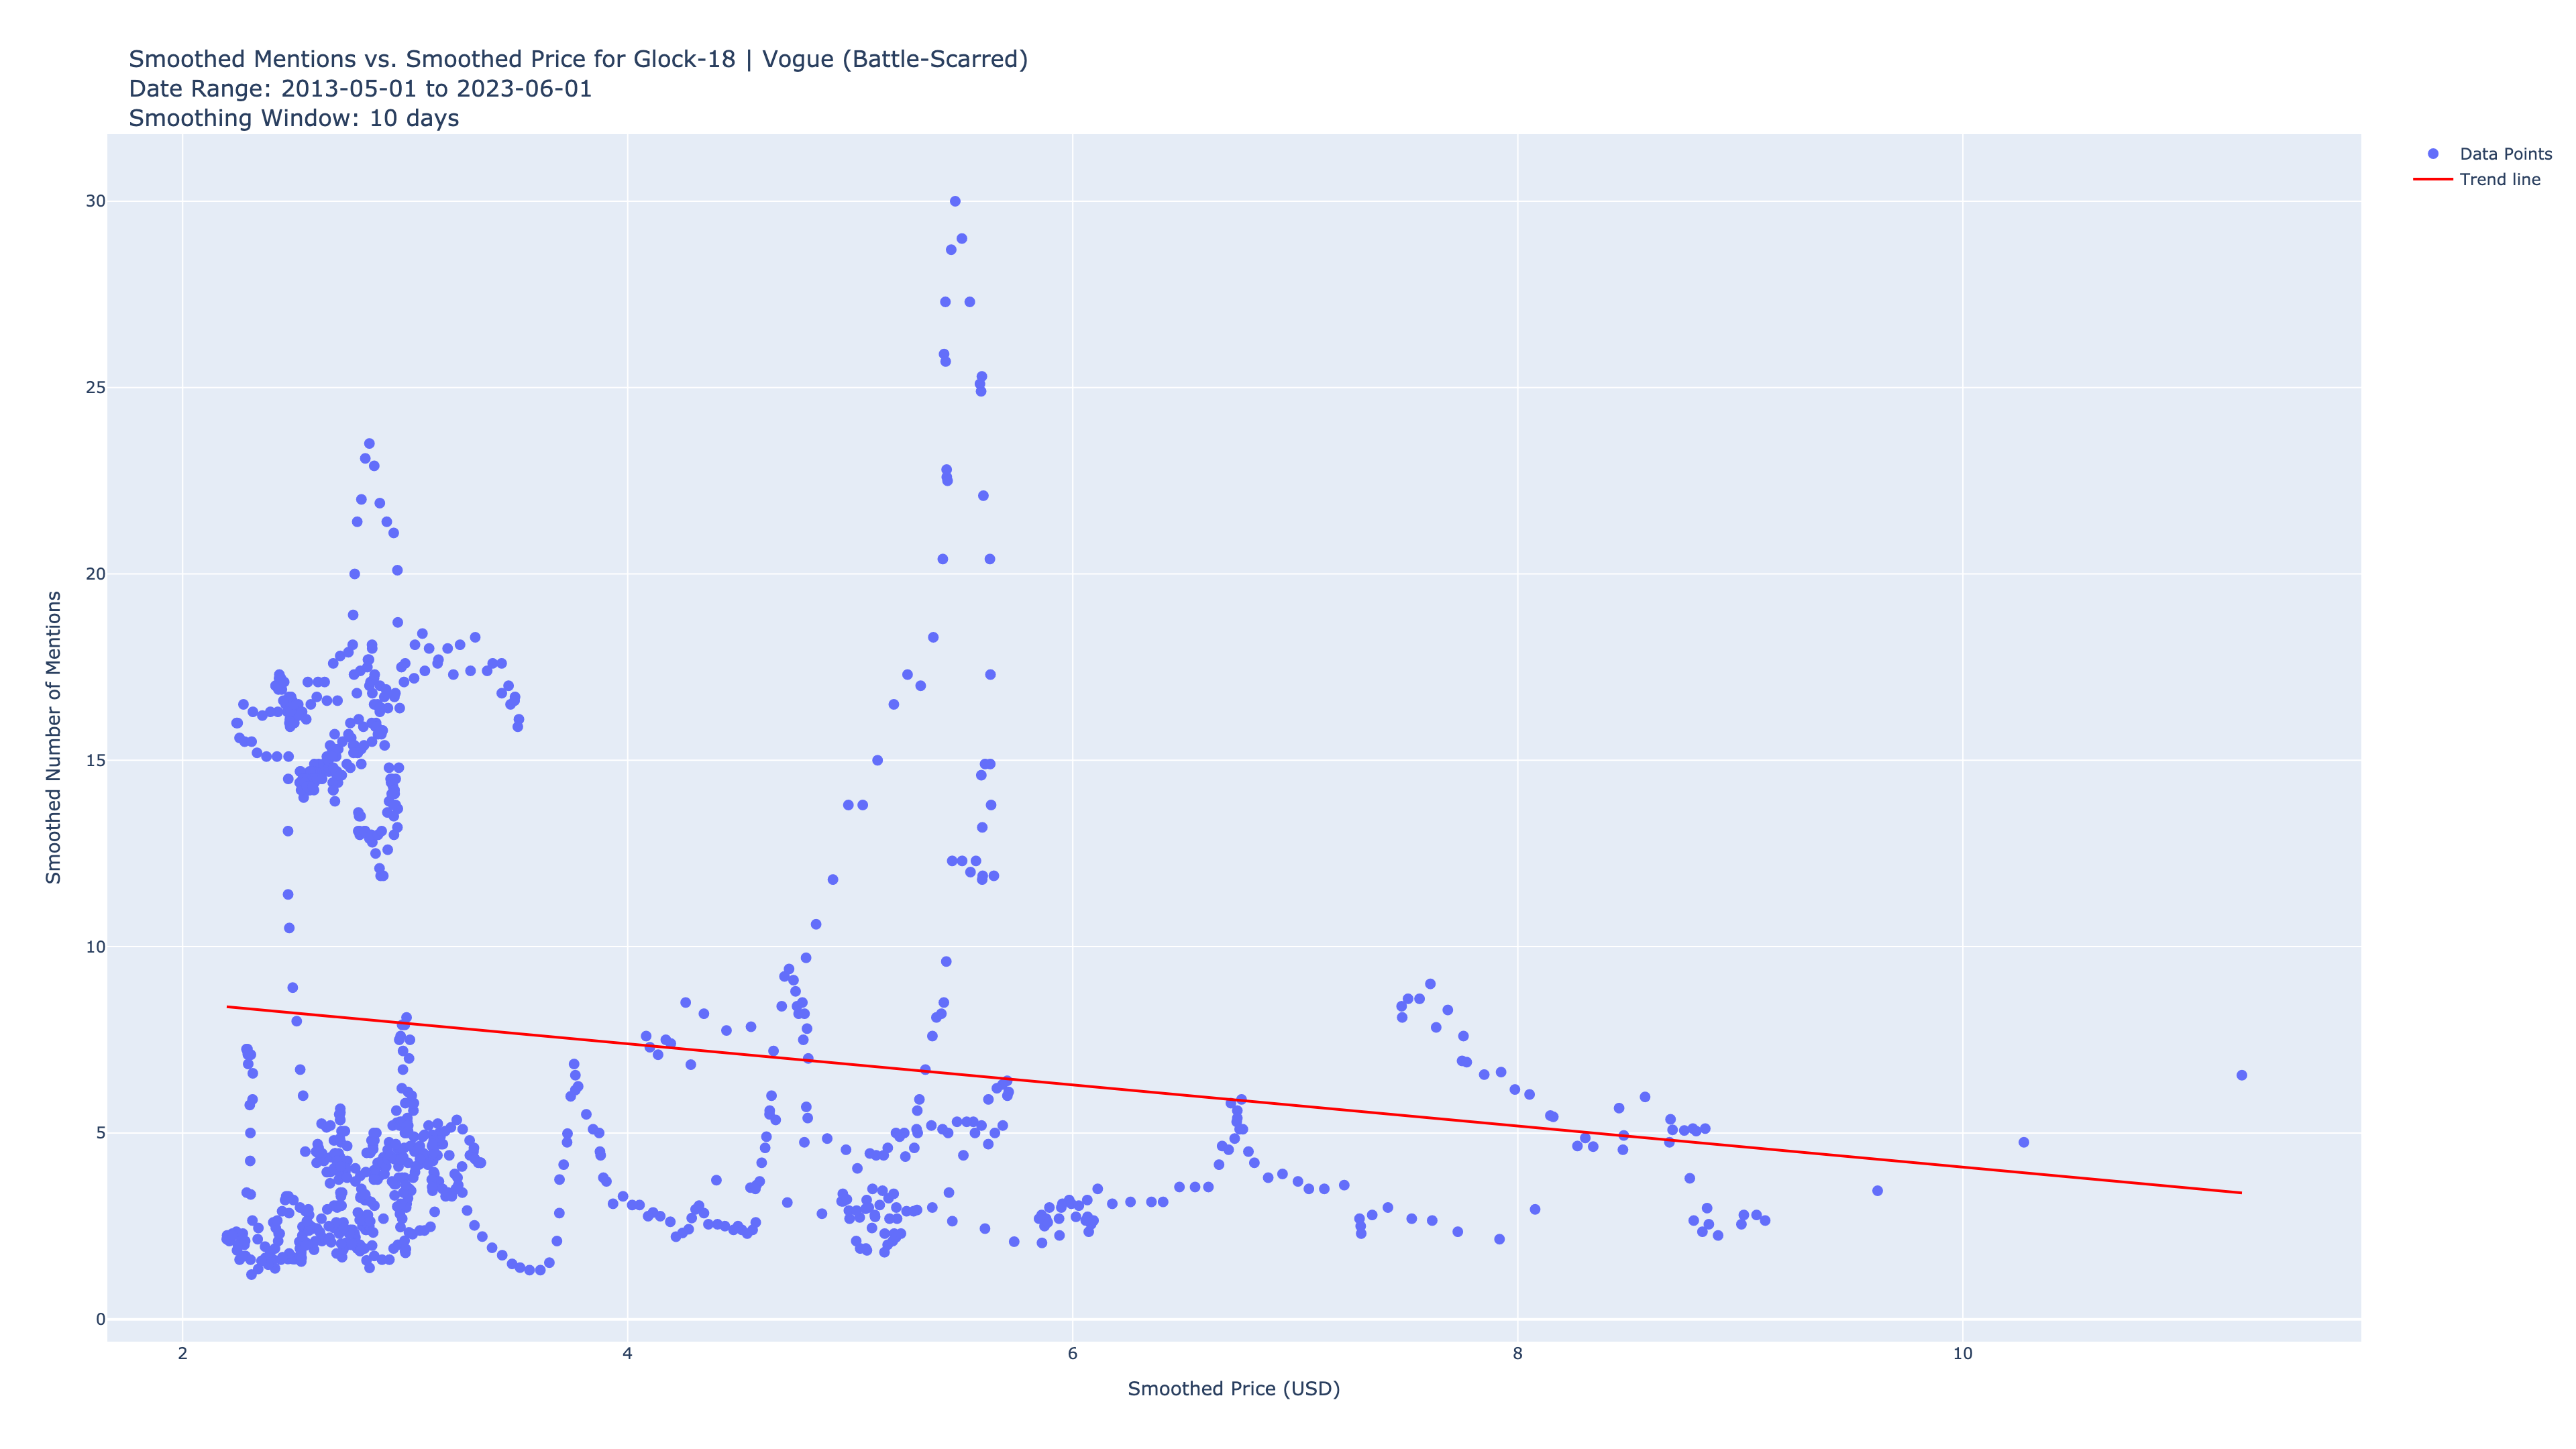 Smoothed Mentions vs. Smoothed Price for Glock-18 | Vogue (Battle-Scarred)
Date Range: 2013-05-01 to 2023-06-01
Smoothing Window: 10 days
Data Points
Trend line
30
25
20
15
10
5
0
Smoothed Number of Mentions
2
4
6
8
10
Smoothed Price (USD)